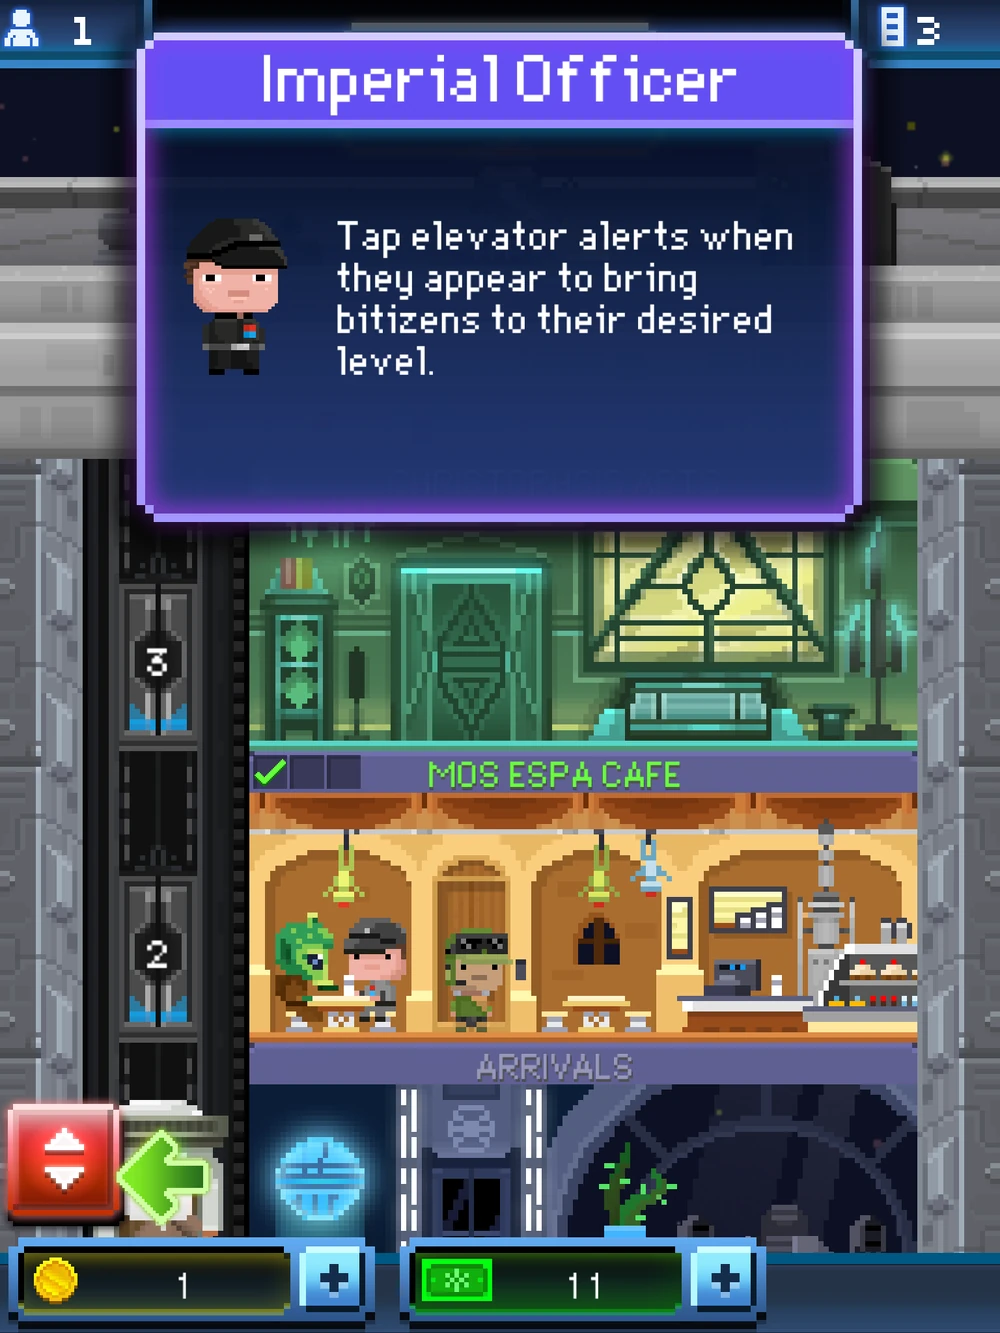 1
3
Imperial Officer
Tap elevator alerts when
they appear to bring
bitizens to their desired
level.
3
MOS ESPA CAFE
2
ARRIVALS
1
+
11
+